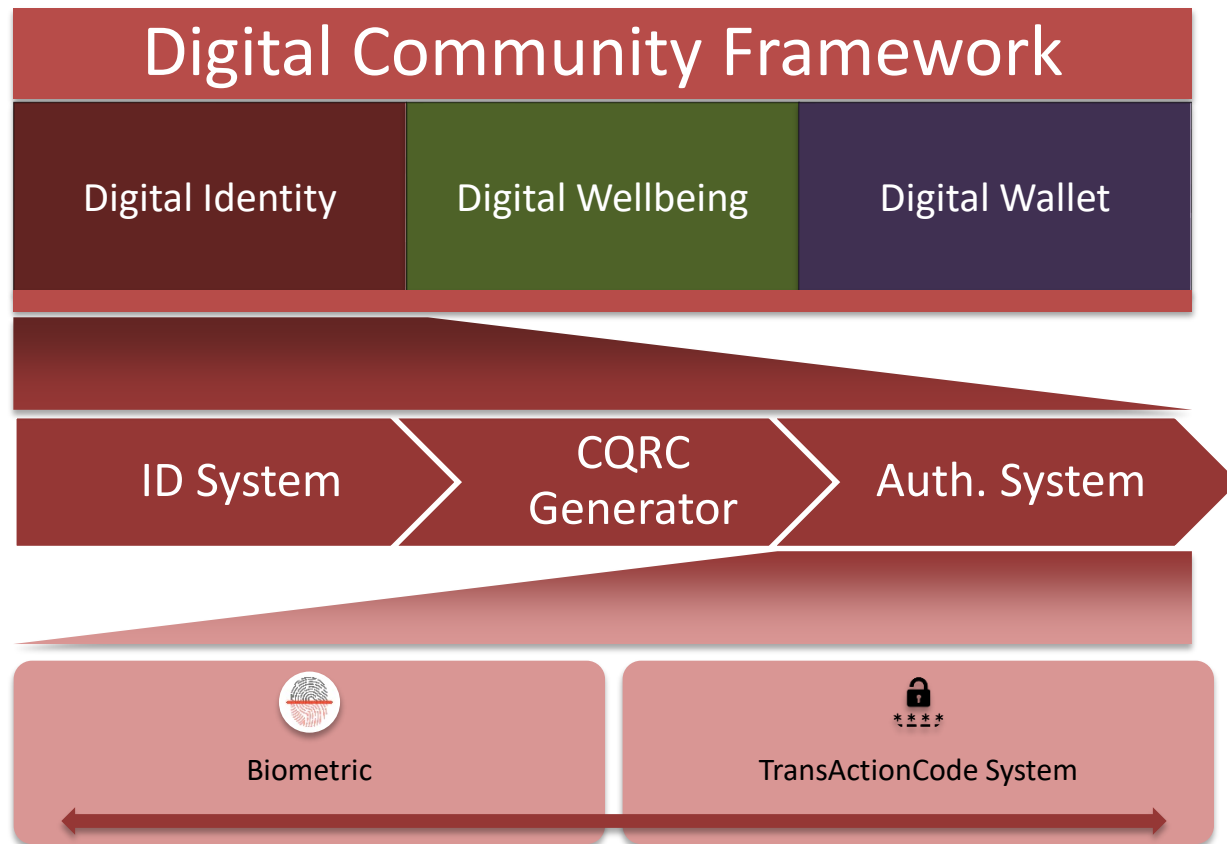 Digital Community Framework
Digital Identity
Digital Wellbeing
Digital Wallet
ID System
CQRC
Generator
Auth. System
****
Biometric
TransActionCode System